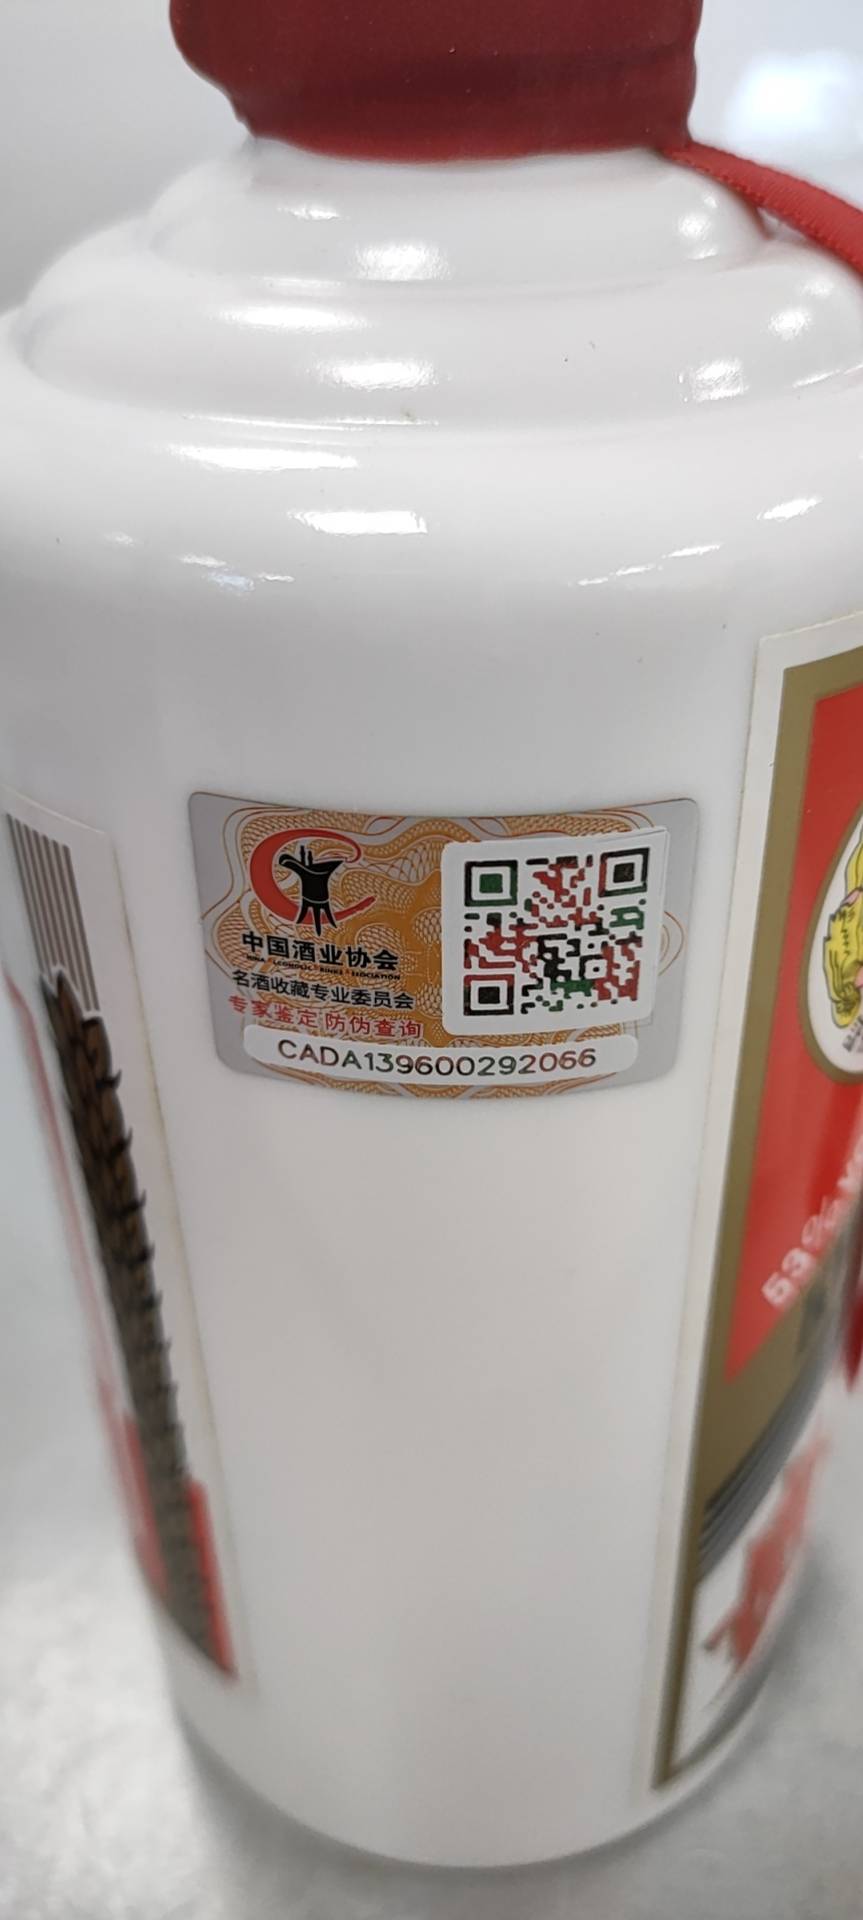 中国酒业协会
名酒收藏专业委员会
专家鉴定 防伪查询
CADA139600292066
53%